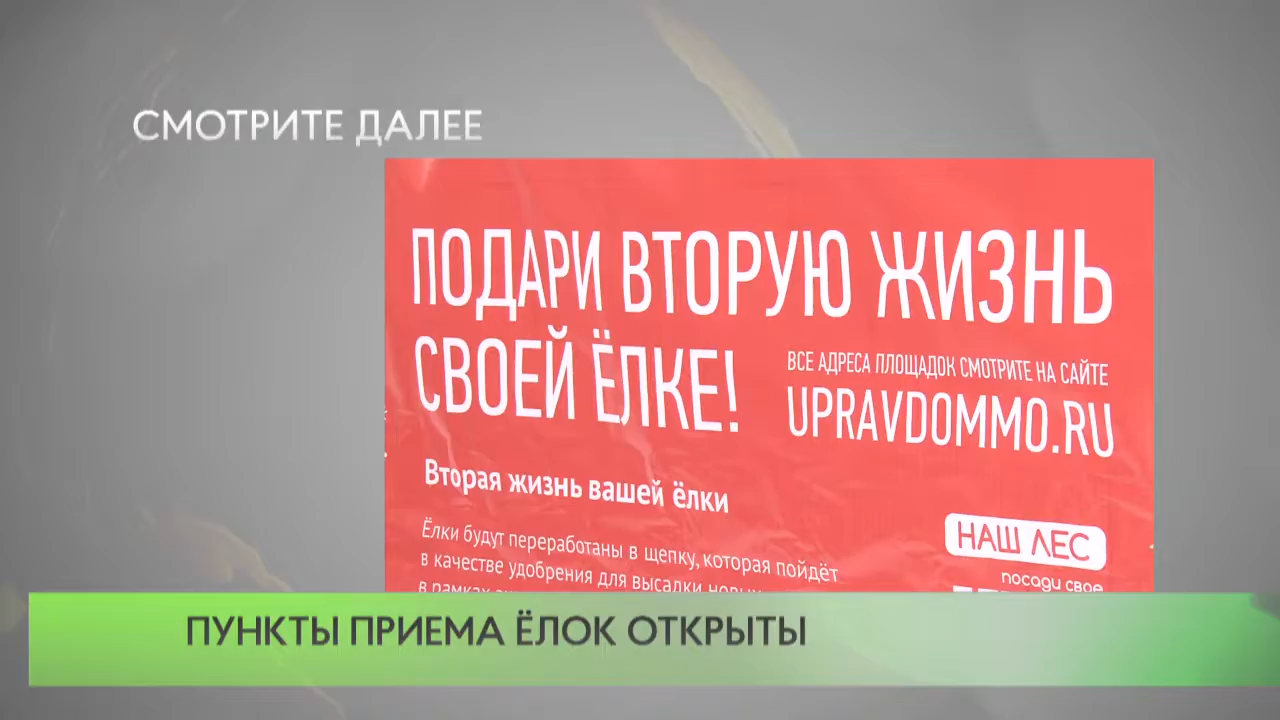 СМОТРИТЕ ДАЛЕЕ
ПОДАРИ ВТОРУЮ ЖИЗНЬ
СВОЕЙ ЁЛКЕ!
ВСЕ АДРЕСА ПЛОЩАДОК СМОТРИТЕ НА САЙТЕ
UPRAVDOMMO.RU
Вторая жизнь вашей ёлки
Ёлки будут переработаны в щепку, которая пойдёт
в качестве удобрения для высадки новых
в рамках
НАШ ЛЕС
посади свое
ПУНКТЫ ПРИЕМА ЁЛОК ОТКРЫТЫ